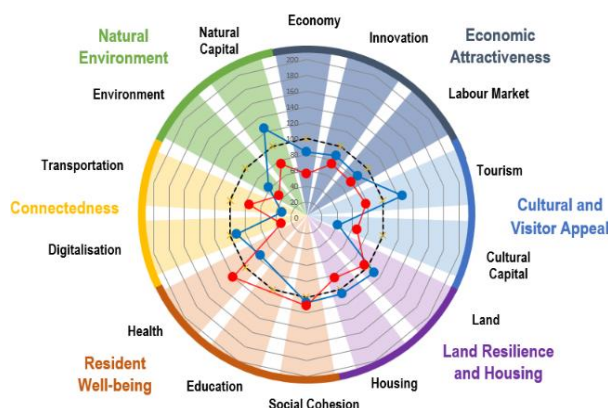 Economy
Natural
Environment
Natural
Capital
Innovation
Economic
Attractiveness
Environment
Labour Market
200
180
160
140
120
100
80
60
40
20
0
Transportation
Tourism
Connectedness
Cultural and
Visitor Appeal
Digitalisation
Cultural
Capital
Health
Land
Resident
Well-being
Education
Land Resilience
and Housing
Housing
Social Cohesion